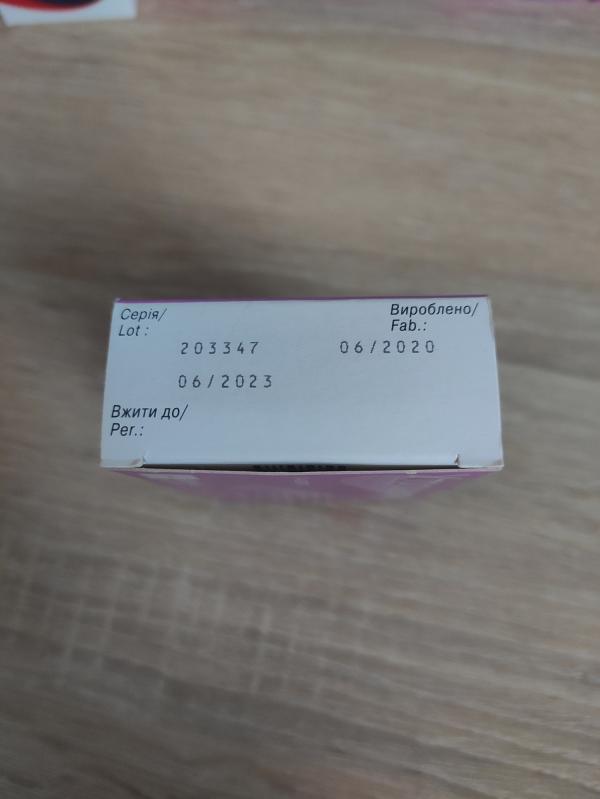 Серія/
Lot :
Вироблено/
Fab.:
203347
06/2020
06/2023
Вжити до/
Per.: